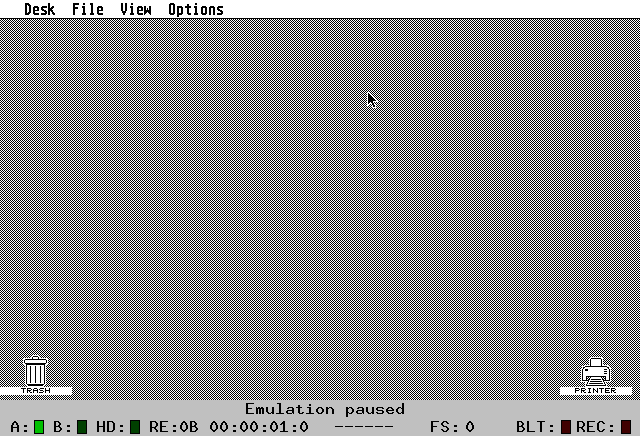 Desk File View Options
TRASH PRINTER
Emulation paused
A: B: HD: RE:0B 00:00:01:0 ------ FS: 0 BLT: REC: